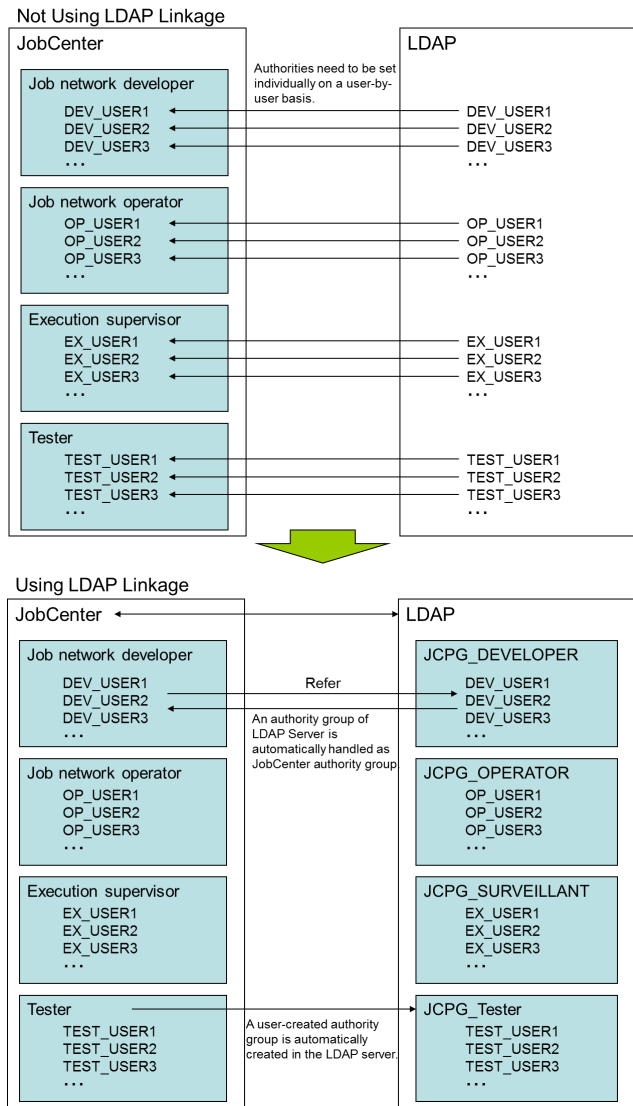 Not Using LDAP Linkage
JobCenter
Job network developer
DEV_USER1
DEV_USER2
DEV_USER3
...
Job network operator
OP_USER1
OP_USER2
OP_USER3
...
Execution supervisor
EX_USER1
EX_USER2
EX_USER3
...
Tester
TEST_USER1
TEST_USER2
TEST_USER3
...
Authorities need to be set
individually on a user-by-
user basis.
LDAP
DEV_USER1
DEV_USER2
DEV_USER3
...
OP_USER1
OP_USER2
OP_USER3
...
EX_USER1
EX_USER2
EX_USER3
...
TEST_USER1
TEST_USER2
TEST_USER3
...
Using LDAP Linkage
JobCenter
Job network developer
DEV_USER1
DEV_USER2
DEV_USER3
...
Job network operator
OP_USER1
OP_USER2
OP_USER3
...
Execution supervisor
EX_USER1
EX_USER2
EX_USER3
...
Tester
TEST_USER1
TEST_USER2
TEST_USER3
...
Refer
An authority group of
LDAP Server is
automatically handled as
JobCenter authority group.
A user-created authority
group is automatically
created in the LDAP server.
LDAP
JCPG_DEVELOPER
DEV_USER1
DEV_USER2
DEV_USER3
...
JCPG_OPERATOR
OP_USER1
OP_USER2
OP_USER3
...
JCPG_SURVEILLANT
EX_USER1
EX_USER2
EX_USER3
...
JCPG_Tester
TEST_USER1
TEST_USER2
TEST_USER3
...